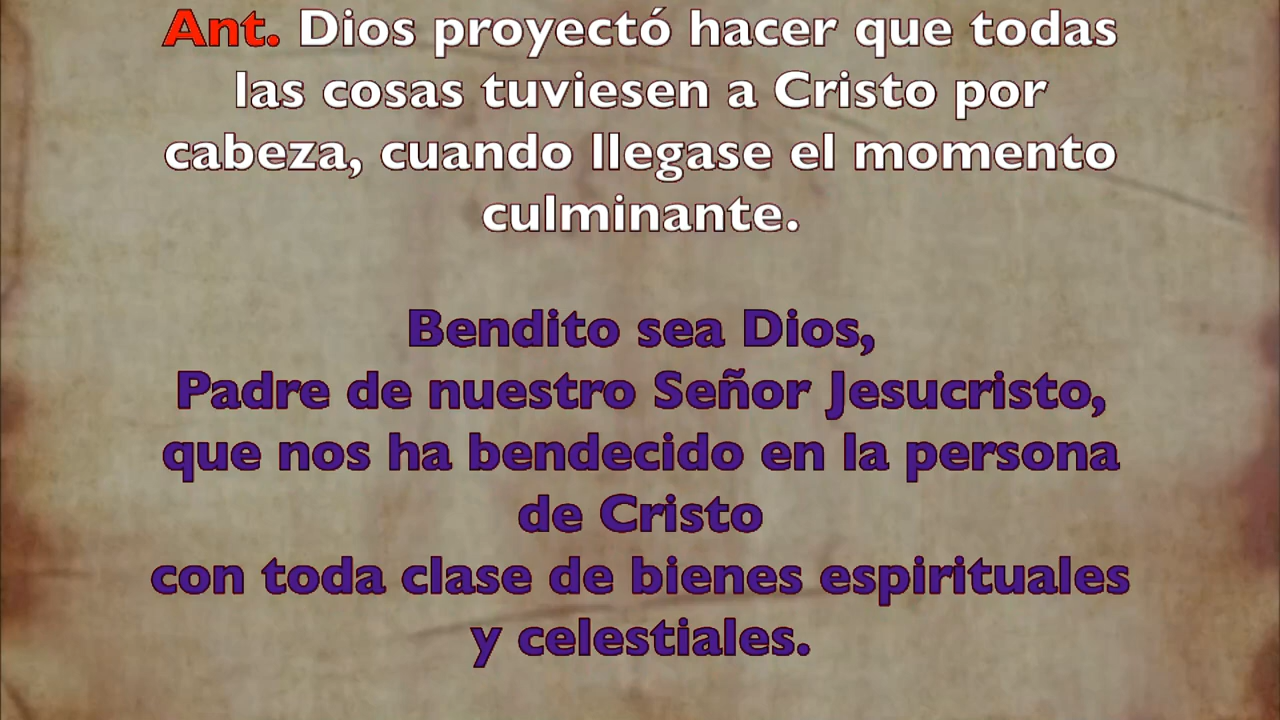 Ant. Dios proyectó hacer que todas
las cosas tuviesen a Cristo por
cabeza, cuando llegase el momento
culminante.
Bendito sea Dios,
Padre de nuestro Señor Jesucristo,
que nos ha bendecido en la persona
de Cristo
con toda clase de bienes espirituales
y celestiales.